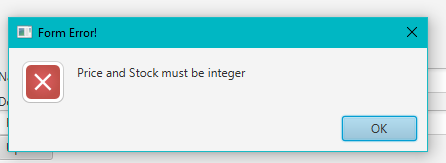 Form Error!
Price and Stock must be integer
OK